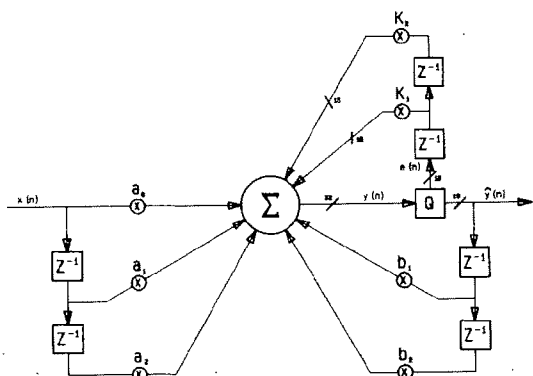 K₂
Z⁻¹
K₁
Z⁻¹
e(n)
x(n)
a₀
Σ
y(n)
Q
ŷ(n)
Z⁻¹
a₁
b₁
Z⁻¹
Z⁻¹
a₂
b₂
Z⁻¹